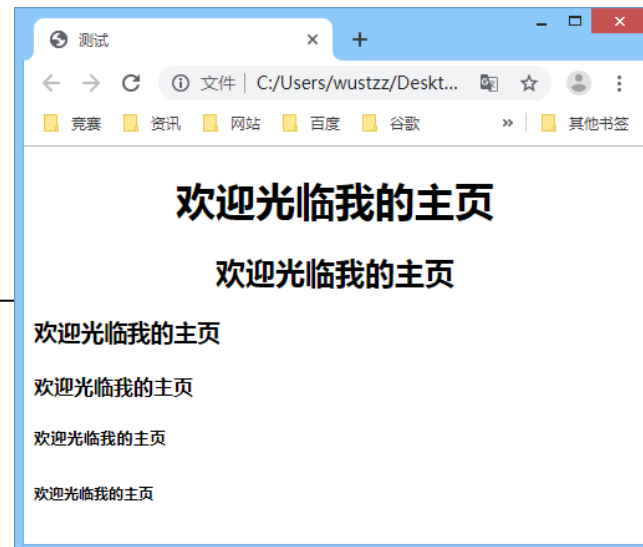 测试
文件 C:/Users/wustzz/Deskt...
竞赛 资讯 网站 百度 谷歌 » 其他书签
欢迎光临我的主页
欢迎光临我的主页
欢迎光临我的主页
欢迎光临我的主页
欢迎光临我的主页
欢迎光临我的主页